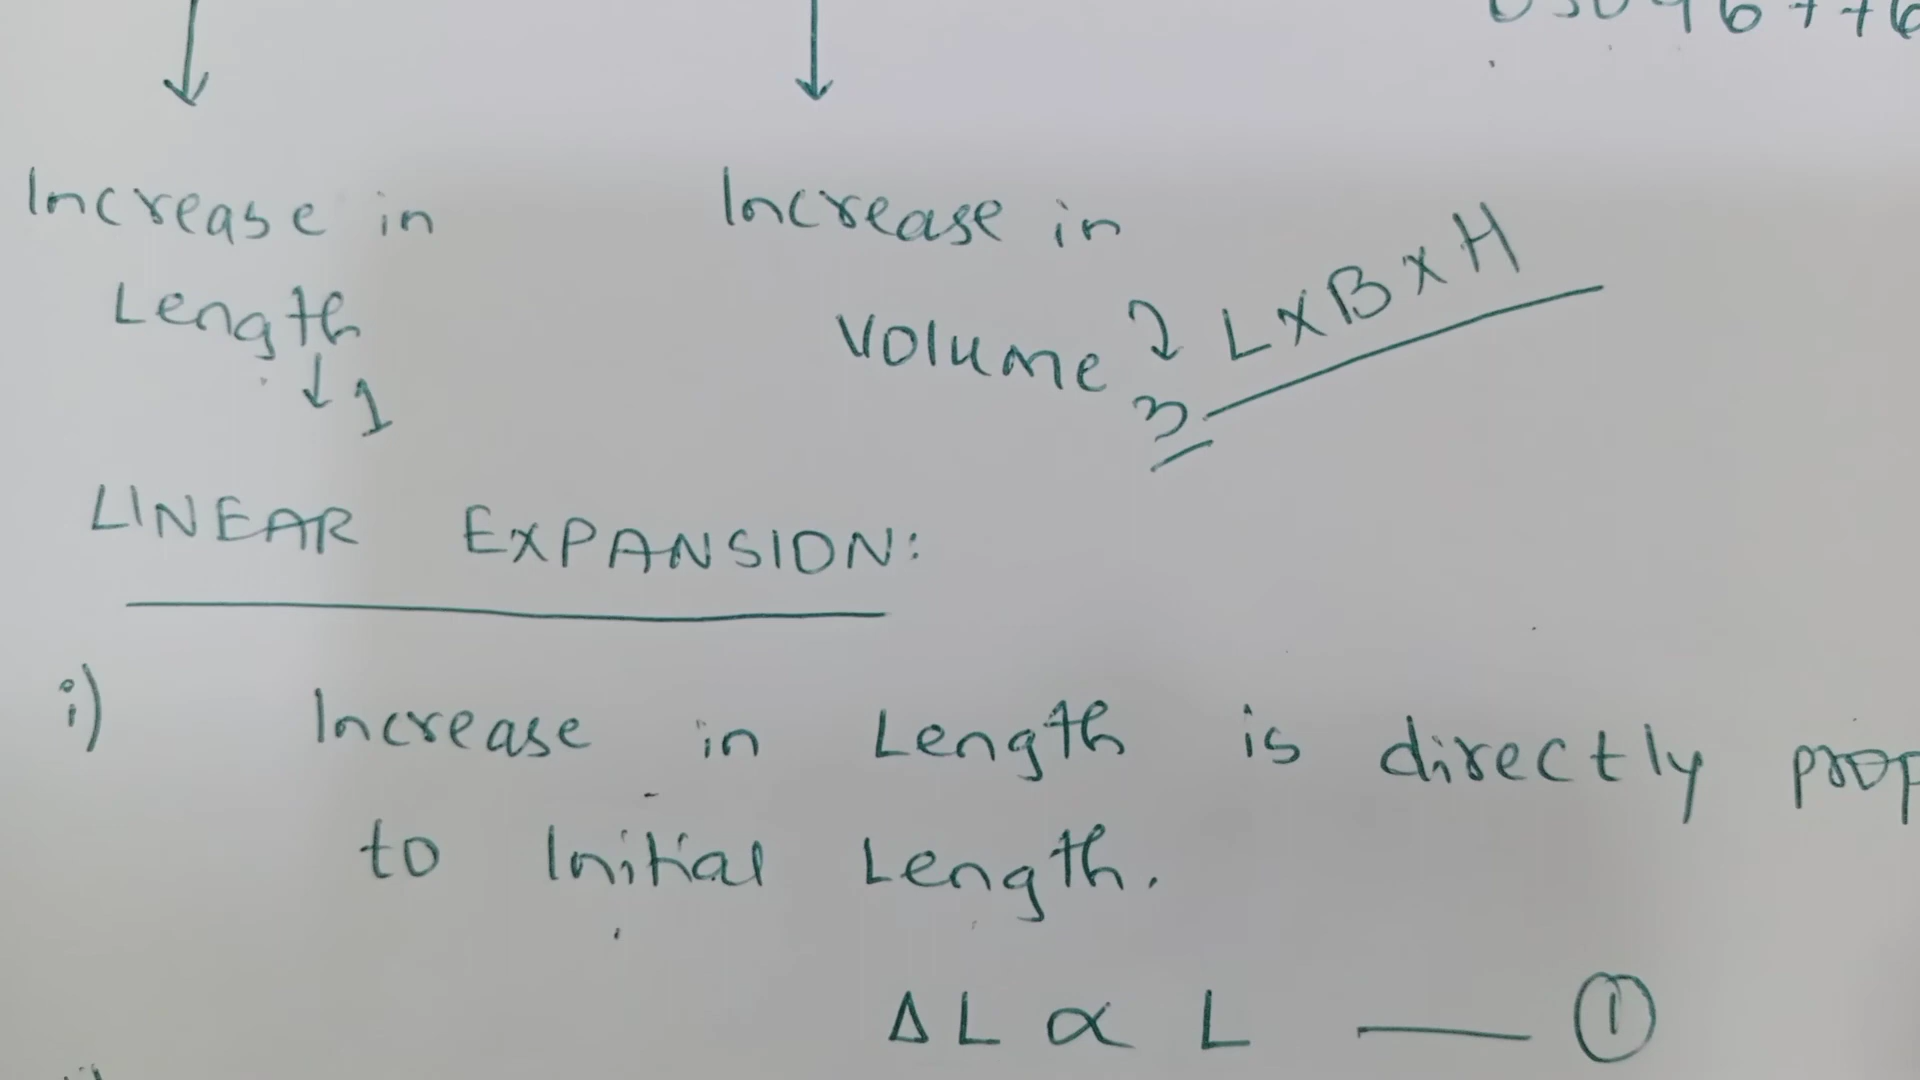 Increase in
Length
↓ 1
Increase in
Volume → L×B×H
3
LINEAR EXPANSION:
i) Increase in Length is directly prop
to Initial Length.
Δ L ∝ L —— ①